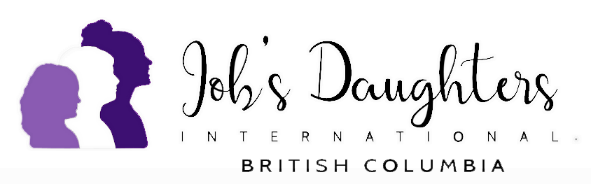 Job's Daughters
INTERNATIONAL.
BRITISH COLUMBIA